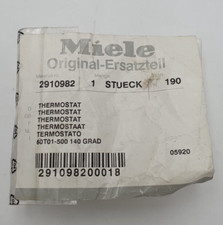 Miele
Original-Ersatzteil
2910982 1 STUECK 190
THERMOSTAT
THERMOSTAT
THERMOSTAT
THERMOSTAAT
TERMOSTATO
60T01-500 140 GRAD
05920
291098200018